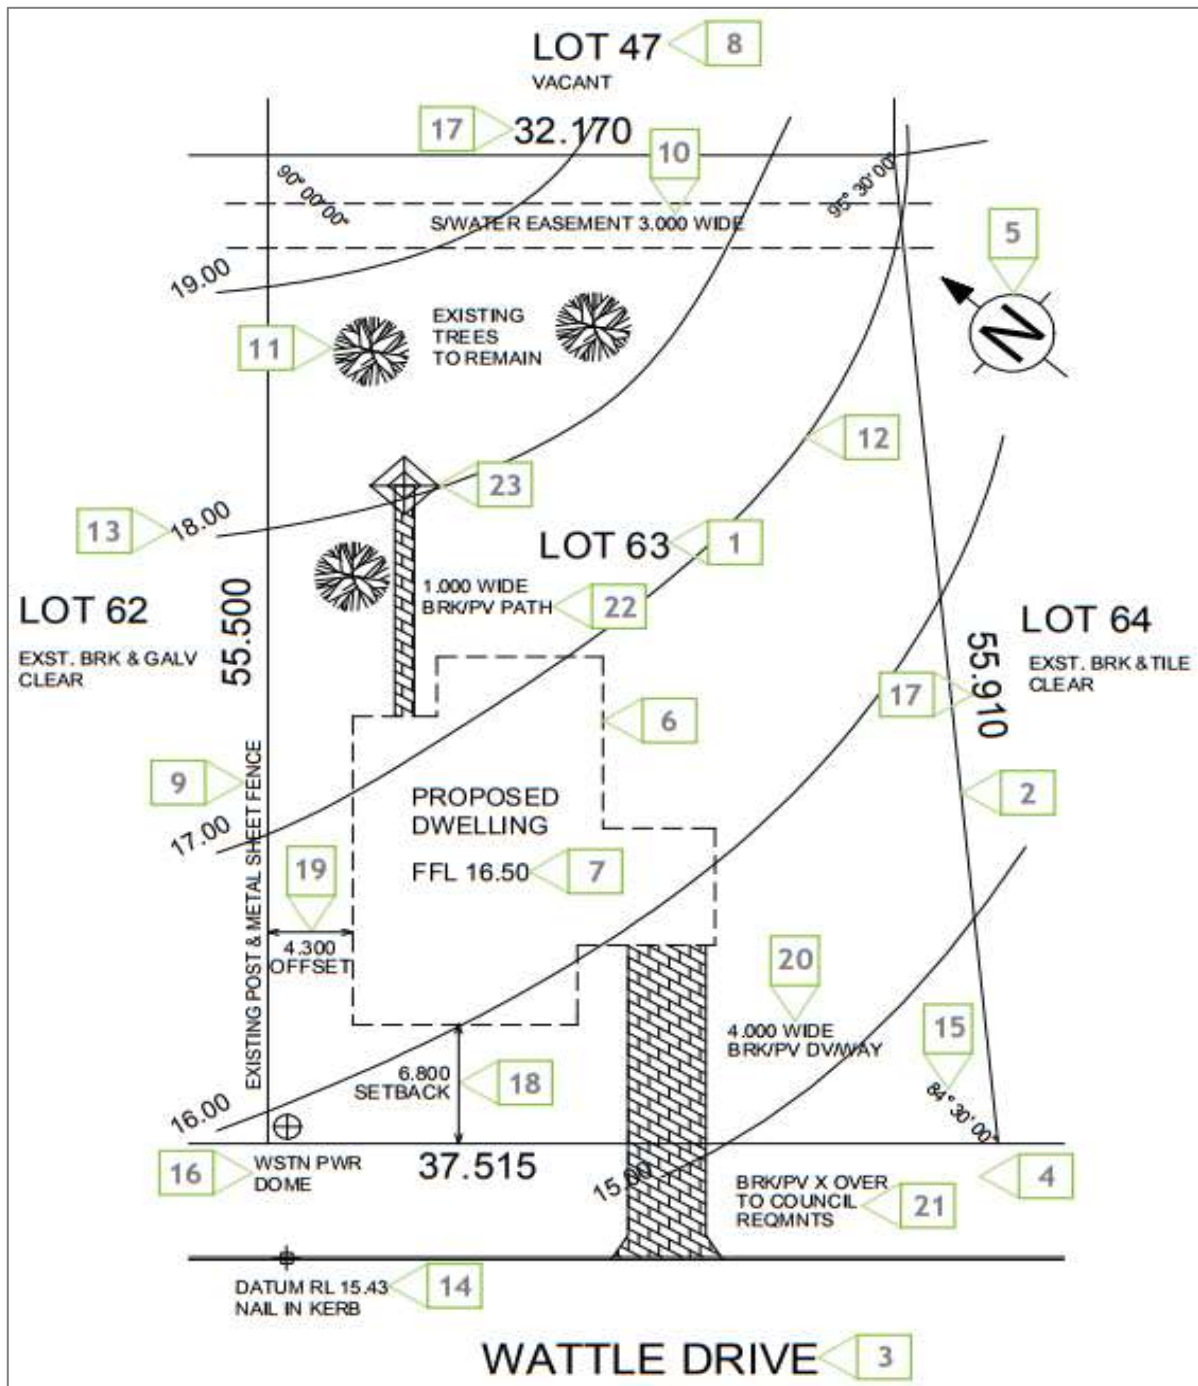 LOT 47
8
VACANT
17
32.170
10
90° 00' 00"
95° 30' 00"
S/WATER EASEMENT 3.000 WIDE
5
N
19.00
11
EXISTING
TREES
TO REMAIN
12
23
13
18.00
LOT 63
1
1.000 WIDE
BRK/PV PATH
22
LOT 62
EXST. BRK & GALV
CLEAR
55.500
LOT 64
EXST. BRK & TILE
CLEAR
17
55.910
6
9
2
EXISTING POST & METAL SHEET FENCE
PROPOSED
DWELLING
17.00
FFL 16.50
7
19
4.300
OFFSET
20
4.000 WIDE
BRK/PV DV/WAY
15
84° 30' 00"
6.800
SETBACK
18
16.00
16
WSTN PWR
DOME
37.515
15.00
BRK/PV X OVER
TO COUNCIL
REQMNTS
21
4
DATUM RL 15.43
NAIL IN KERB
14
WATTLE DRIVE
3